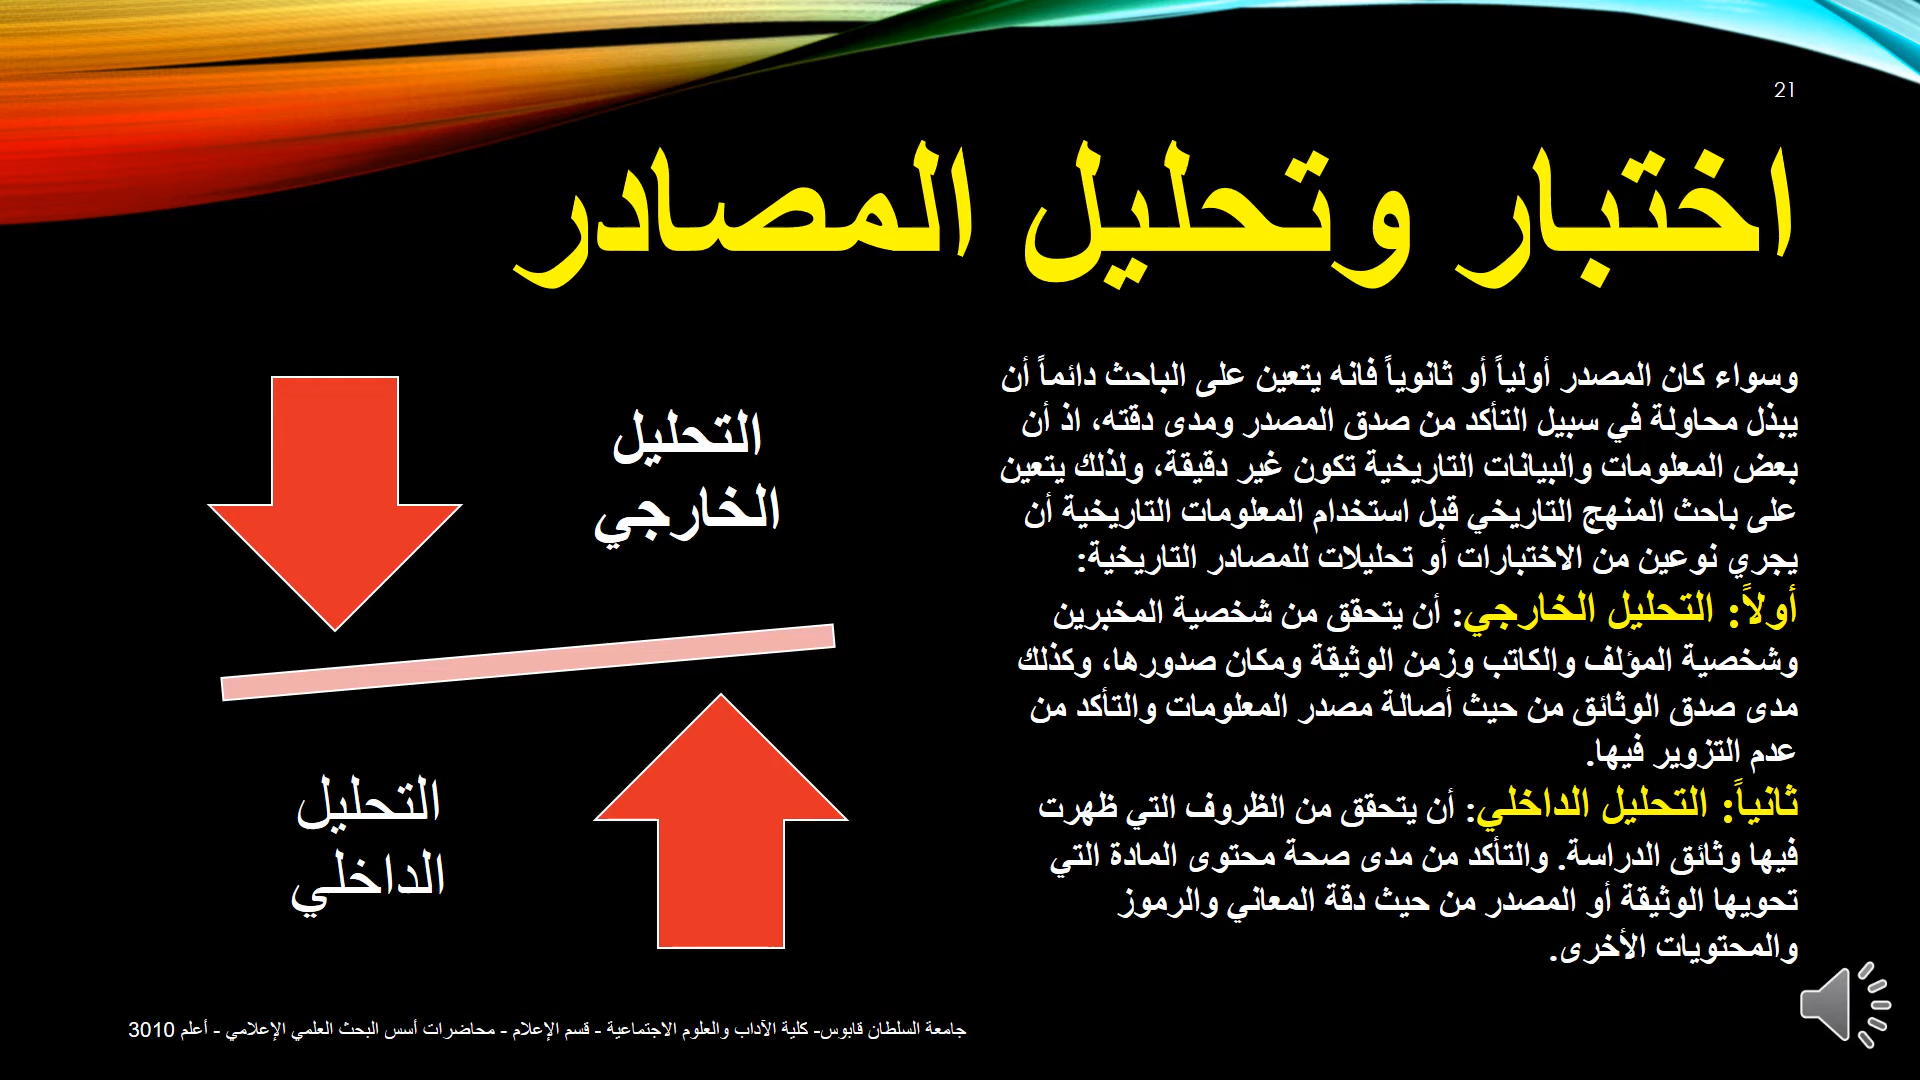 21
اختبار وتحليل المصادر
وسواء كان المصدر أولياً أو ثانوياً فانه يتعين على الباحث دائماً أن
يبذل محاولة في سبيل التأكد من صدق المصدر ومدى دقته، اذ أن
بعض المعلومات والبيانات التاريخية تكون غير دقيقة، ولذلك يتعين
على باحث المنهج التاريخي قبل استخدام المعلومات التاريخية أن
يجري نوعين من الاختبارات أو تحليلات للمصادر التاريخية:
أولاً: التحليل الخارجي: أن يتحقق من شخصية المخبرين
وشخصية المؤلف والكاتب وزمن الوثيقة ومكان صدورها، وكذلك
مدى صدق الوثائق من حيث أصالة مصدر المعلومات والتأكد من
عدم التزوير فيها.
ثانياً: التحليل الداخلي: أن يتحقق من الظروف التي ظهرت
فيها وثائق الدراسة. والتأكد من مدى صحة محتوى المادة التي
تحويها الوثيقة أو المصدر من حيث دقة المعاني والرموز
والمحتويات الأخرى.
التحليل
الخارجي
التحليل
الداخلي
جامعة السلطان قابوس- كلية الآداب والعلوم الاجتماعية - قسم الإعلام - محاضرات أسس البحث العلمي الإعلامي - أعلم 3010